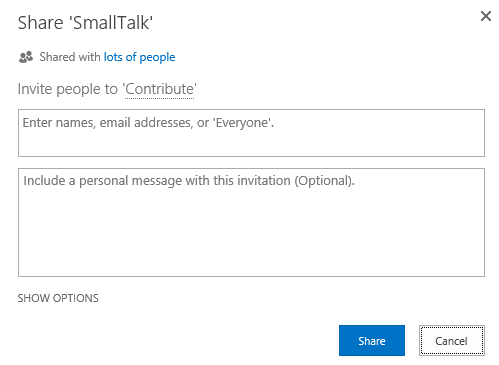 Share 'SmallTalk'
Shared with lots of people
Invite people to 'Contribute'
Enter names, email addresses, or 'Everyone'.
Include a personal message with this invitation (Optional).
SHOW OPTIONS
Share Cancel